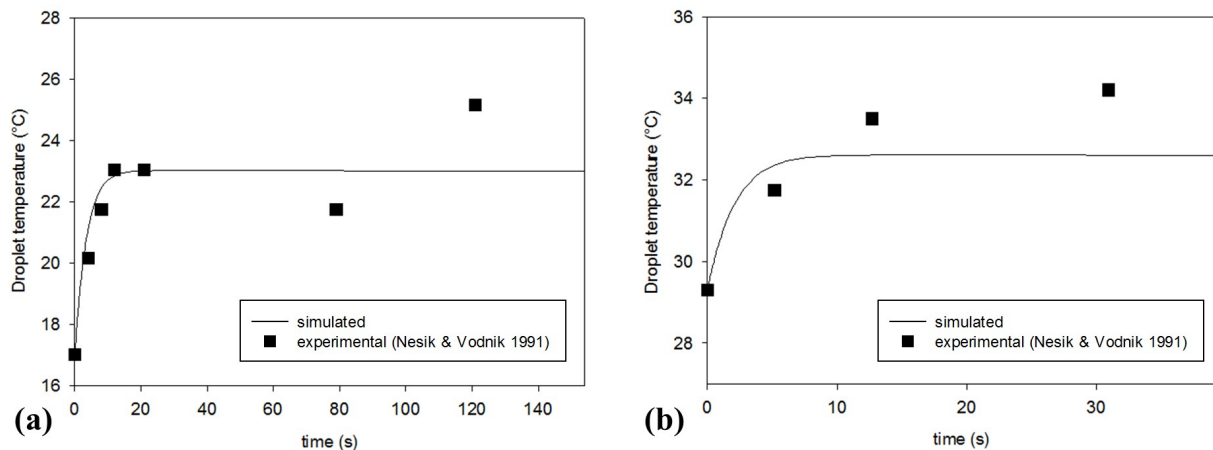 28
26
24
22
20
18
16
Droplet temperature (°C)
0 20 40 60 80 100 120 140
time (s)
simulated
experimental (Nesik & Vodnik 1991)
(a)
36
34
32
30
28
Droplet temperature (°C)
0 10 20 30
time (s)
simulated
experimental (Nesik & Vodnik 1991)
(b)